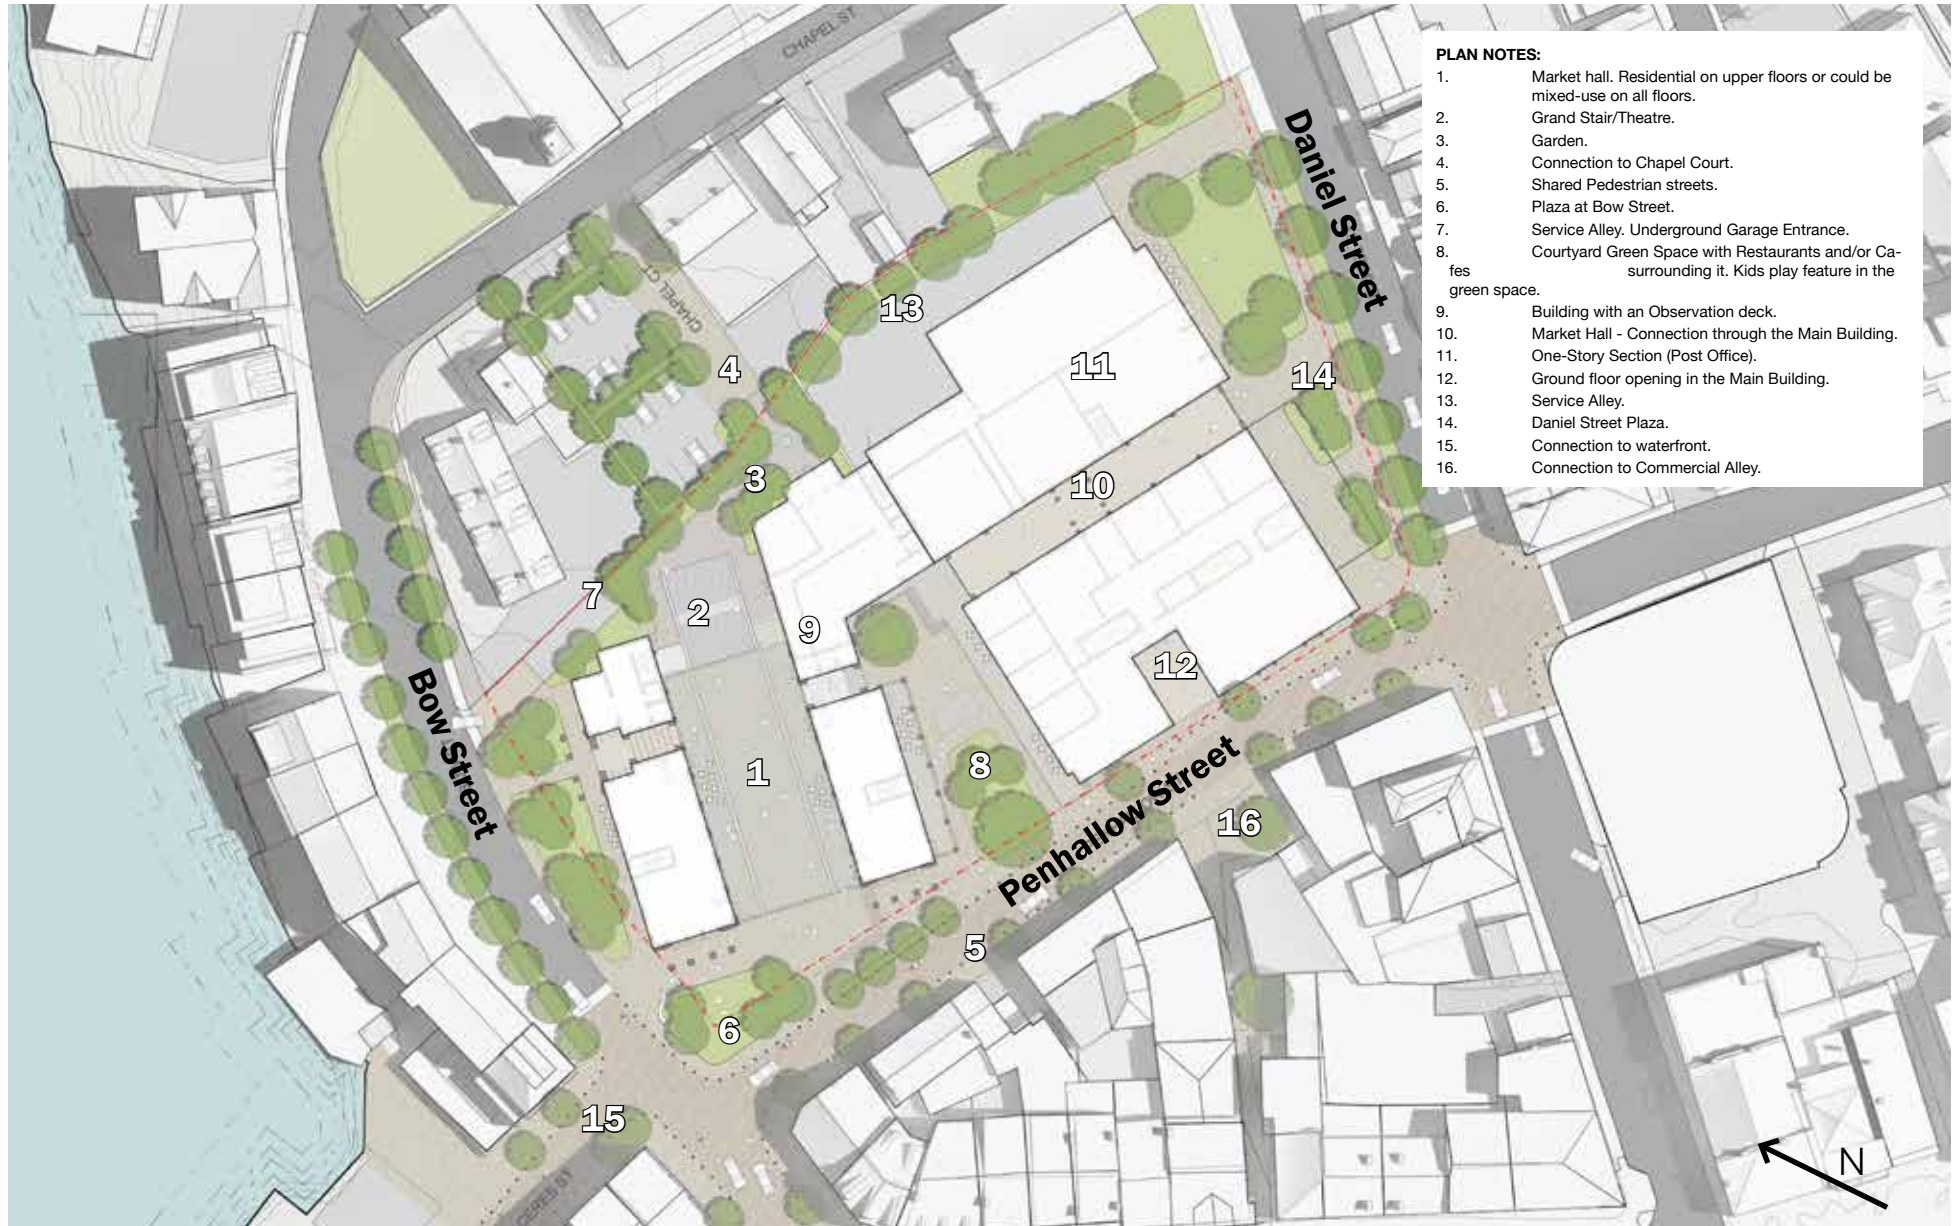 CHAPEL ST
PLAN NOTES:
1. Market hall. Residential on upper floors or could be
mixed-use on all floors.
2. Grand Stair/Theatre.
3. Garden.
4. Connection to Chapel Court.
5. Shared Pedestrian streets.
6. Plaza at Bow Street.
7. Service Alley. Underground Garage Entrance.
8. Courtyard Green Space with Restaurants and/or Ca-
fes surrounding it. Kids play feature in the
green space.
9. Building with an Observation deck.
10. Market Hall - Connection through the Main Building.
11. One-Story Section (Post Office).
12. Ground floor opening in the Main Building.
13. Service Alley.
14. Daniel Street Plaza.
15. Connection to waterfront.
16. Connection to Commercial Alley.
Daniel Street
CHAPEL CT
13
4
11
14
3
10
7
2
9
12
Bow Street
1
8
Penhallow Street
16
5
6
15
CERES ST
N